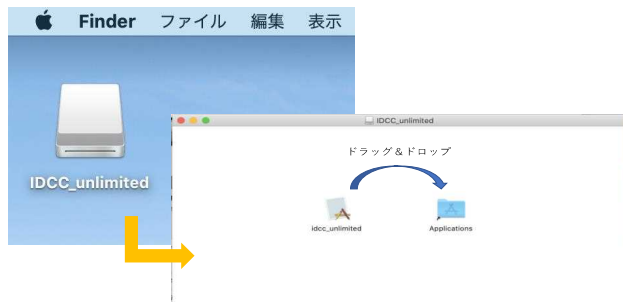 Finder ファイル 編集 表示
IDCC_unlimited
IDCC_unlimited
ドラッグ＆ドロップ
idcc_unlimited
Applications